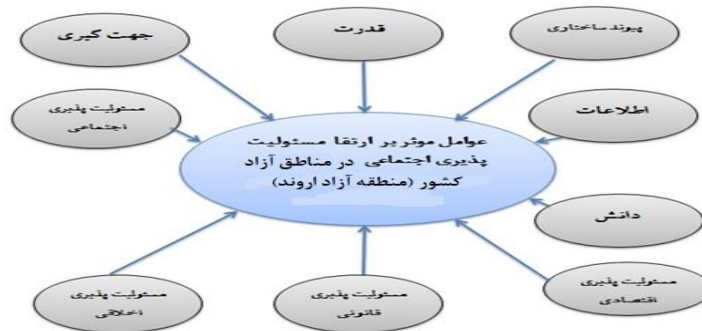 جهت گیری
قدرت
پیوند ساختاری
مسئولیت پذیری
اجتماعی
اطلاعات
عوامل موثر بر ارتقا مسئولیت
پذیری اجتماعی در مناطق آزاد
کشور (منطقه آزاد اروند)
دانش
مسئولیت پذیری
اخلاقی
مسئولیت پذیری
قانونی
مسئولیت پذیری
اقتصادی